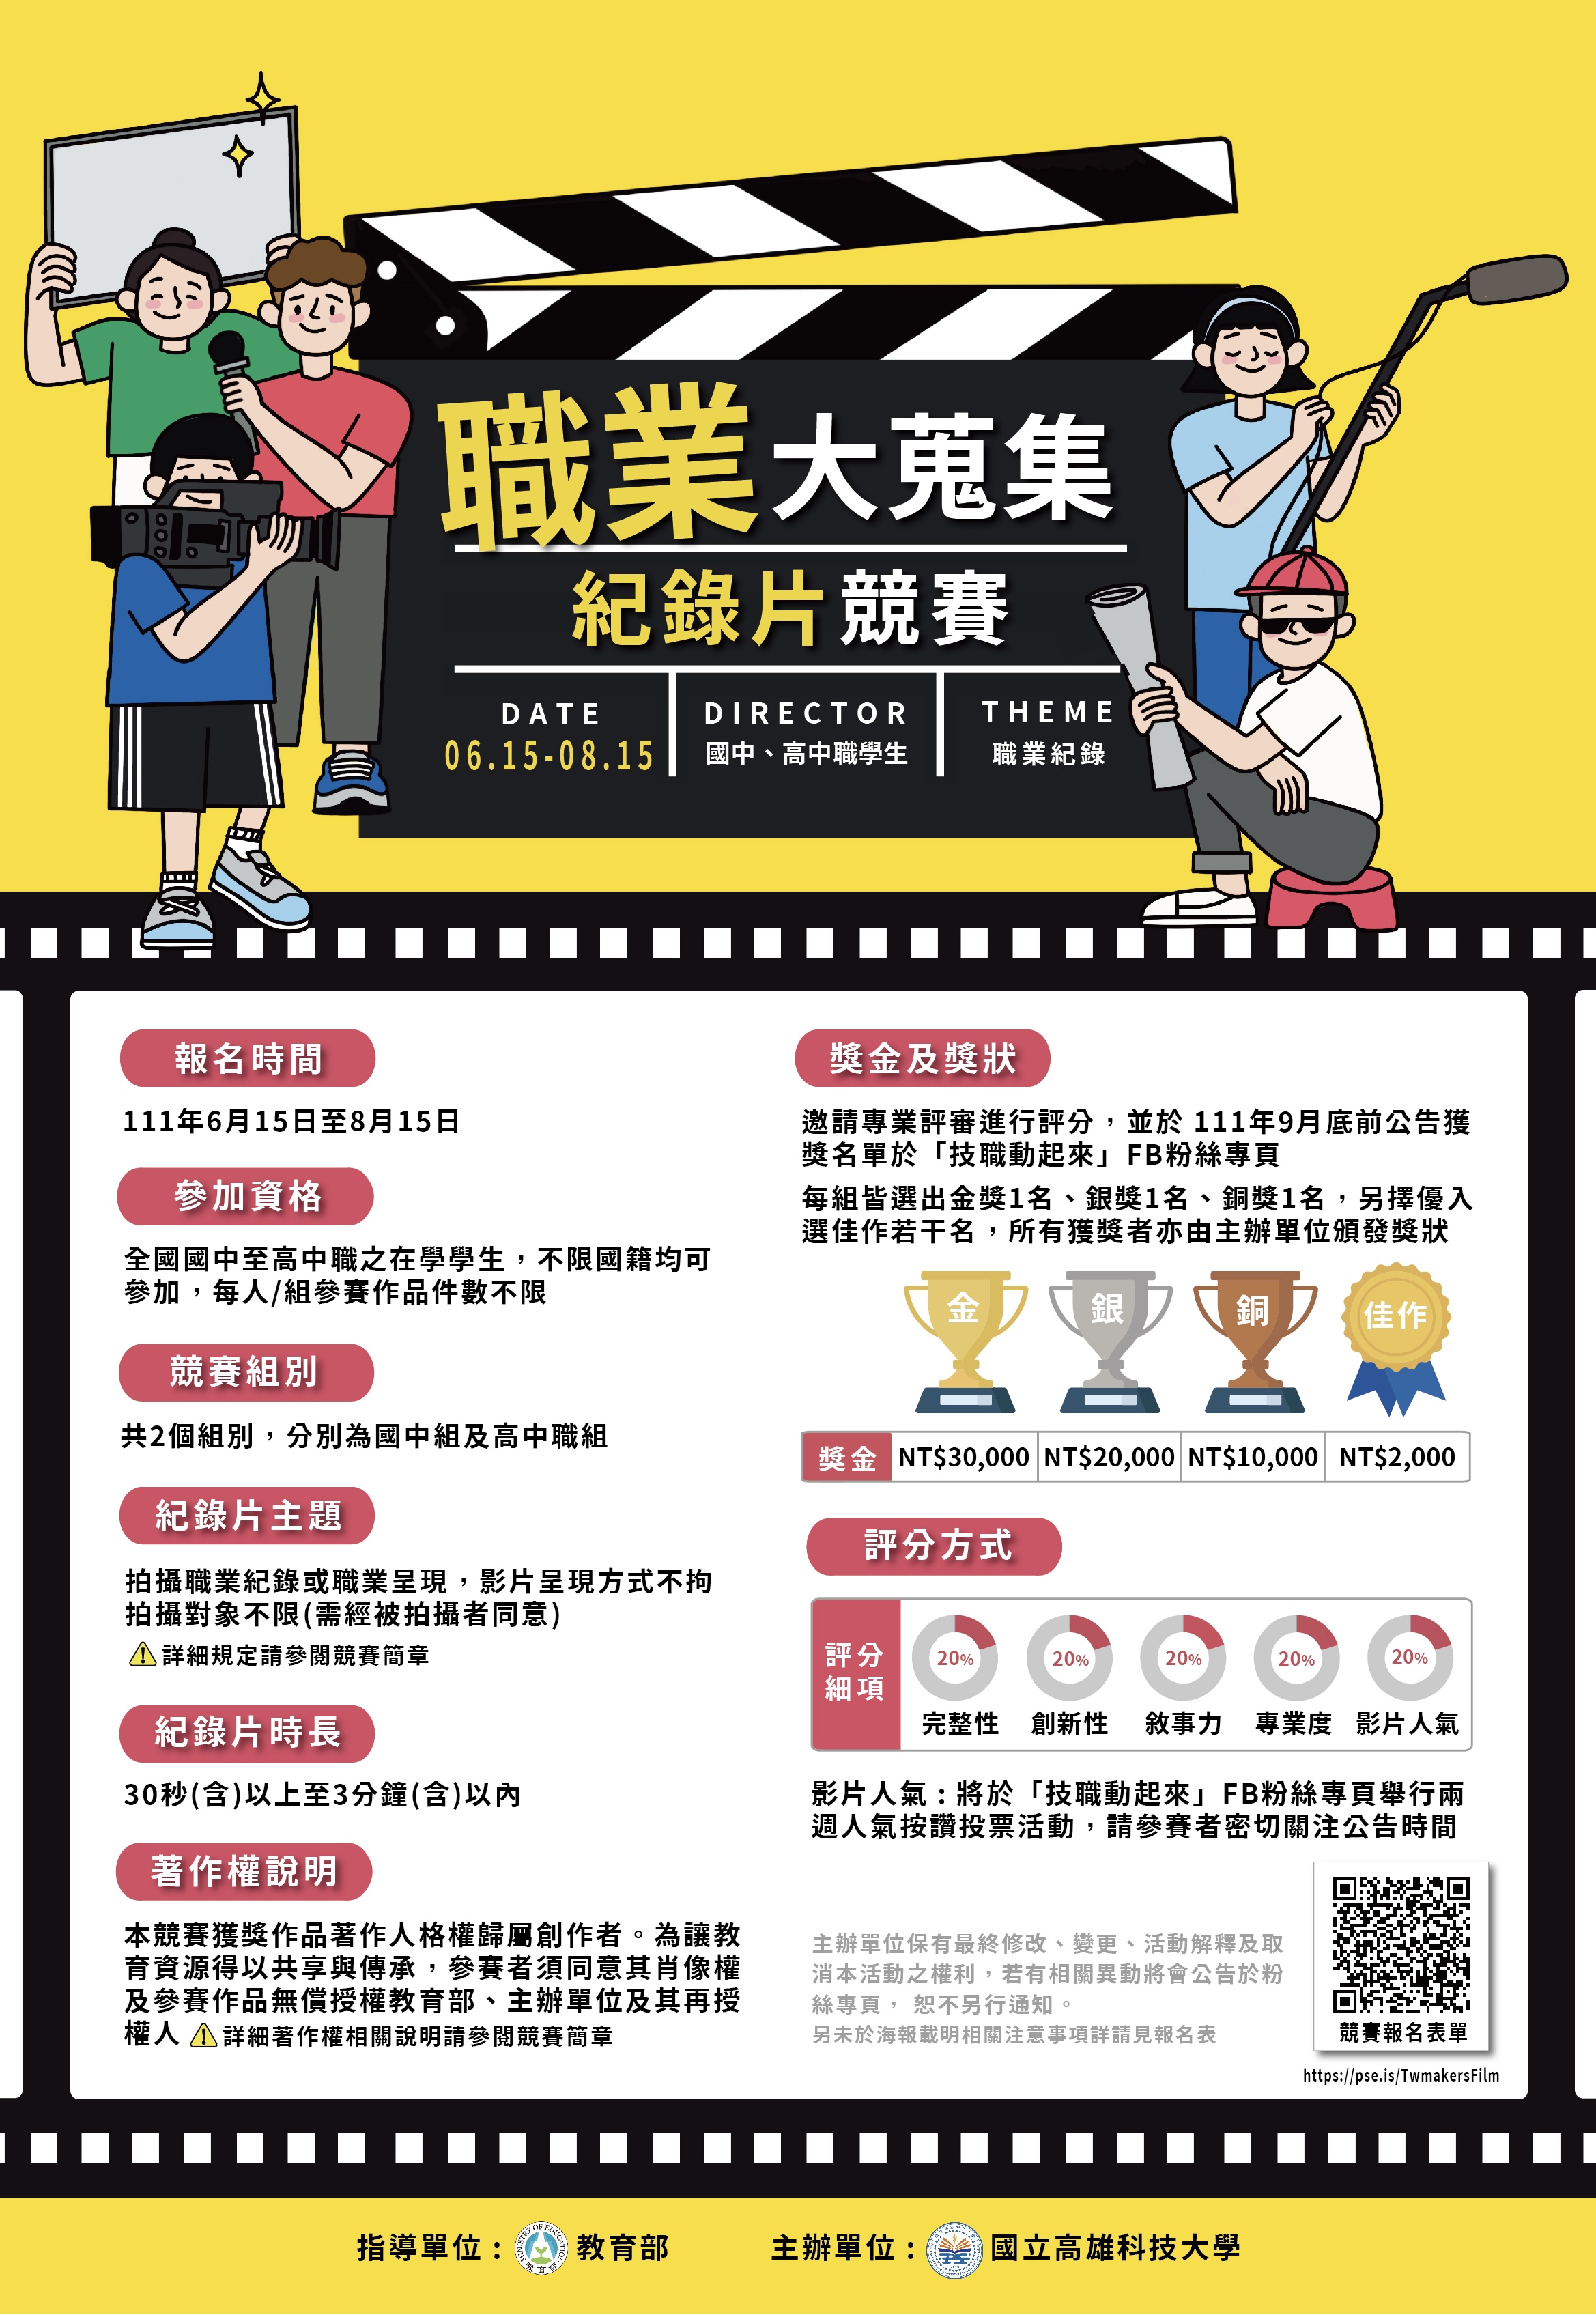 職業大蒐集
紀錄片競賽
DATE
06.15-08.15
DIRECTOR
國中、高中職學生
THEME
職業紀錄
報名時間
111年6月15日至8月15日
參加資格
全國國中至高中職之在學學生，不限國籍均可
參加，每人/組參賽作品件數不限
競賽組別
共2個組別，分別為國中組及高中職組
紀錄片主題
拍攝職業紀錄或職業呈現，影片呈現方式不拘
拍攝對象不限(需經被拍攝者同意)
詳細規定請參閱競賽簡章
紀錄片時長
30秒(含)以上至3分鐘(含)以內
著作權說明
本競賽獲獎作品著作人格權歸屬創作者。為讓教
育資源得以共享與傳承，參賽者須同意其肖像權
及參賽作品無償授權教育部、主辦單位及其再授
權人 詳細著作權相關說明請參閱競賽簡章
獎金及獎狀
邀請專業評審進行評分，並於 111年9月底前公告獲
獎名單於「技職動起來」FB粉絲專頁
每組皆選出金獎1名、銀獎1名、銅獎1名，另擇優入
選佳作若干名，所有獲獎者亦由主辦單位頒發獎狀
金 銀 銅 佳作
獎金 NT$30,000 NT$20,000 NT$10,000 NT$2,000
評分方式
評分
細項
20% 20% 20% 20% 20%
完整性 創新性 敘事力 專業度 影片人氣
影片人氣：將於「技職動起來」FB粉絲專頁舉行兩
週人氣按讚投票活動，請參賽者密切關注公告時間
主辦單位保有最終修改、變更、活動解釋及取
消本活動之權利，若有相關異動將會公告於粉
絲專頁， 恕不另行通知。
另未於海報載明相關注意事項詳請見報名表
競賽報名表單
https://pse.is/TwmakersFilm
指導單位： MINISTRY OF EDUCATION 教育部 教育部
主辦單位： 國立高雄科技大學